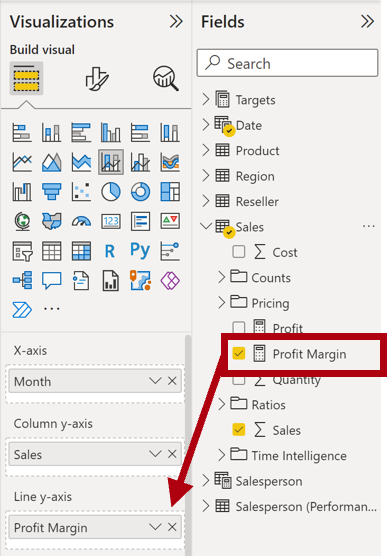 Visualizations
Build visual
123
R
Py
...
X-axis
Month
Column y-axis
Sales
Line y-axis
Profit Margin
Fields
Search
Targets
Date
Product
Region
Reseller
Sales
...
Cost
Counts
Pricing
Profit
Profit Margin
Quantity
Ratios
Sales
Time Intelligence
Salesperson
Salesperson (Performan...